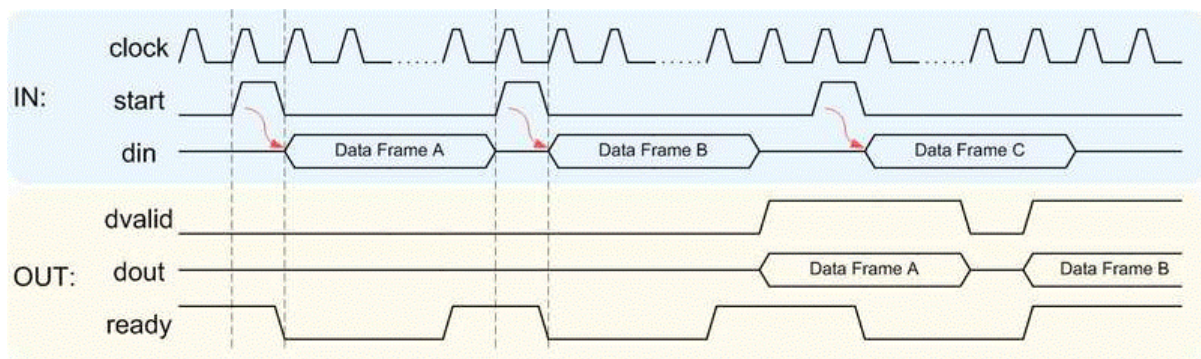 clock
IN:
start
din
Data Frame A
Data Frame B
Data Frame C
dvalid
OUT:
dout
Data Frame A
Data Frame B
ready